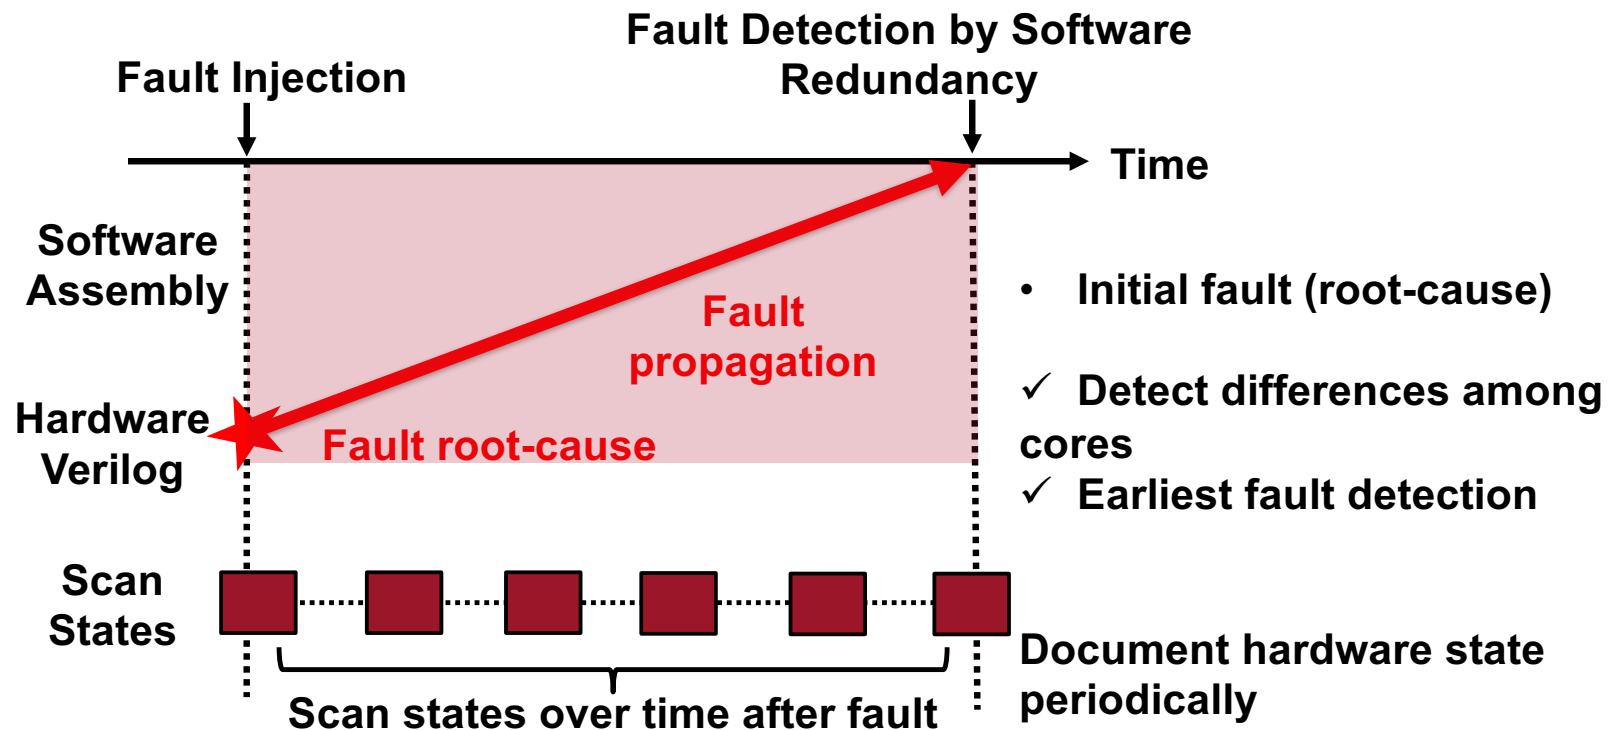 Fault Detection by Software
Redundancy
Fault Injection
Time
Software
Assembly
Fault
propagation
Hardware
Verilog
Fault root-cause
• Initial fault (root-cause)
✓ Detect differences among
cores
✓ Earliest fault detection
Scan
States
Scan states over time after fault
Document hardware state
periodically